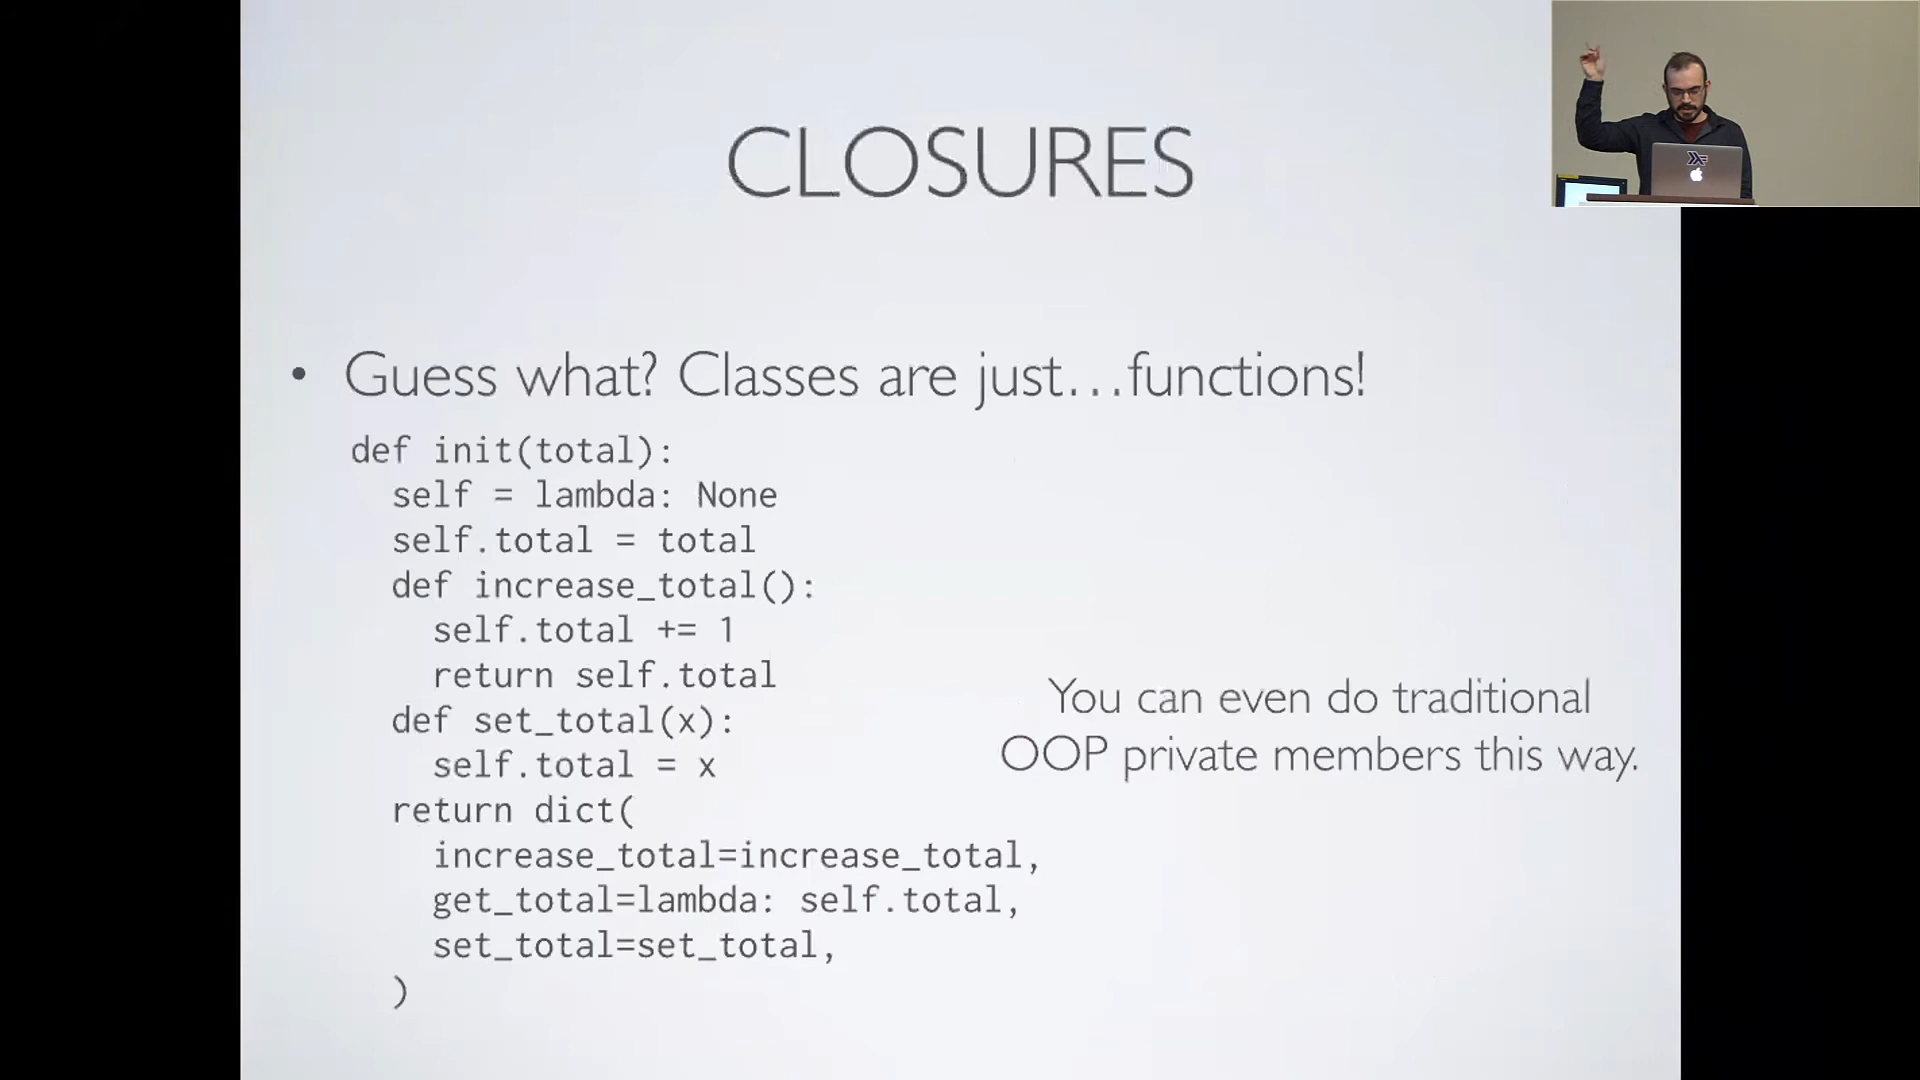 CLOSURES
• Guess what? Classes are just...functions!
def init(total):
  self = lambda: None
  self.total = total
  def increase_total():
    self.total += 1
    return self.total
  def set_total(x):
    self.total = x
  return dict(
    increase_total=increase_total,
    get_total=lambda: self.total,
    set_total=set_total,
  )
You can even do traditional
OOP private members this way.